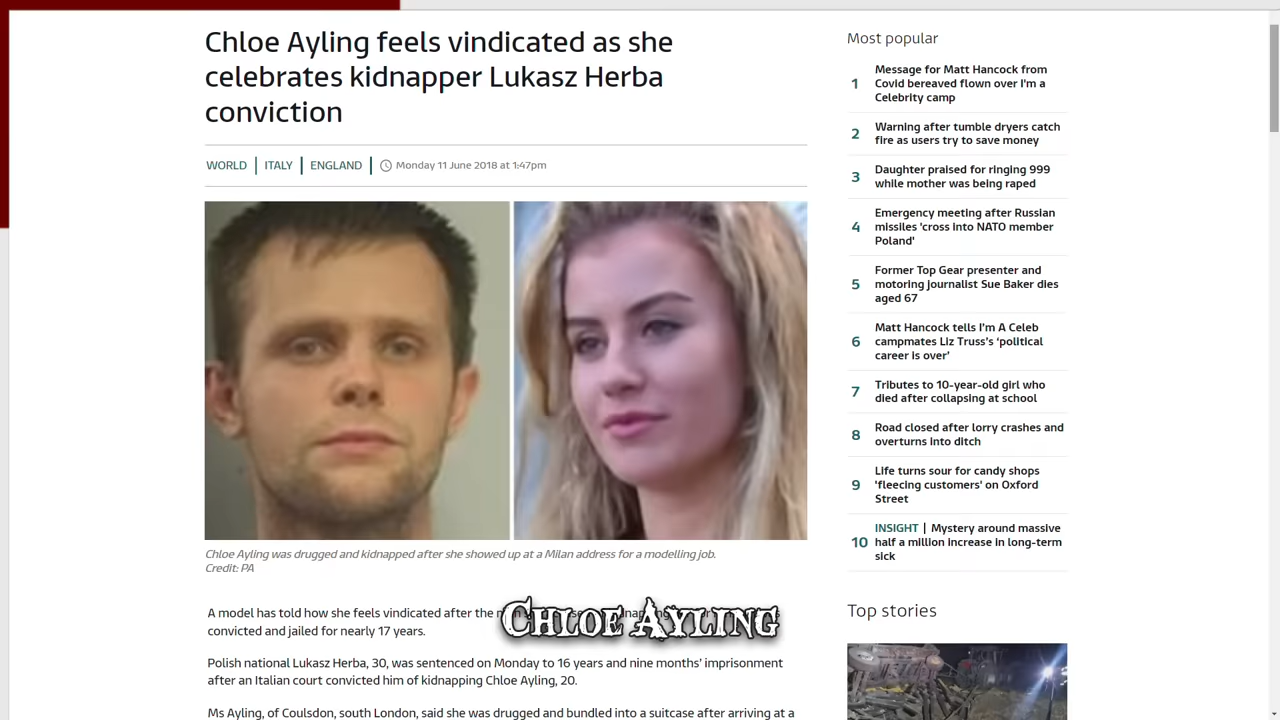 Chloe Ayling feels vindicated as she
celebrates kidnapper Lukasz Herba
conviction
WORLD | ITALY | ENGLAND | Monday 11 June 2018 at 1:47pm
Chloe Ayling was drugged and kidnapped after she showed up at a Milan address for a modelling job.
Credit: PA
A model has told how she feels vindicated after the
Chloe Ayling
convicted and jailed for nearly 17 years.
Polish national Lukasz Herba, 30, was sentenced on Monday to 16 years and nine months' imprisonment
after an Italian court convicted him of kidnapping Chloe Ayling, 20.
Ms Ayling, of Coulsdon, south London, said she was drugged and bundled into a suitcase after arriving at a
Most popular
1 Message for Matt Hancock from
Covid bereaved flown over I'm a
Celebrity camp
2 Warning after tumble dryers catch
fire as users try to save money
3 Daughter praised for ringing 999
while mother was being raped
4 Emergency meeting after Russian
missiles 'cross into NATO member
Poland'
5 Former Top Gear presenter and
motoring journalist Sue Baker dies
aged 67
6 Matt Hancock tells I'm A Celeb
campmates Liz Truss's ‘political
career is over’
7 Tributes to 10-year-old girl who
died after collapsing at school
8 Road closed after lorry crashes and
overturns into ditch
9 Life turns sour for candy shops
'fleecing customers' on Oxford
Street
10 INSIGHT | Mystery around massive
half a million increase in long-term
sick
Top stories